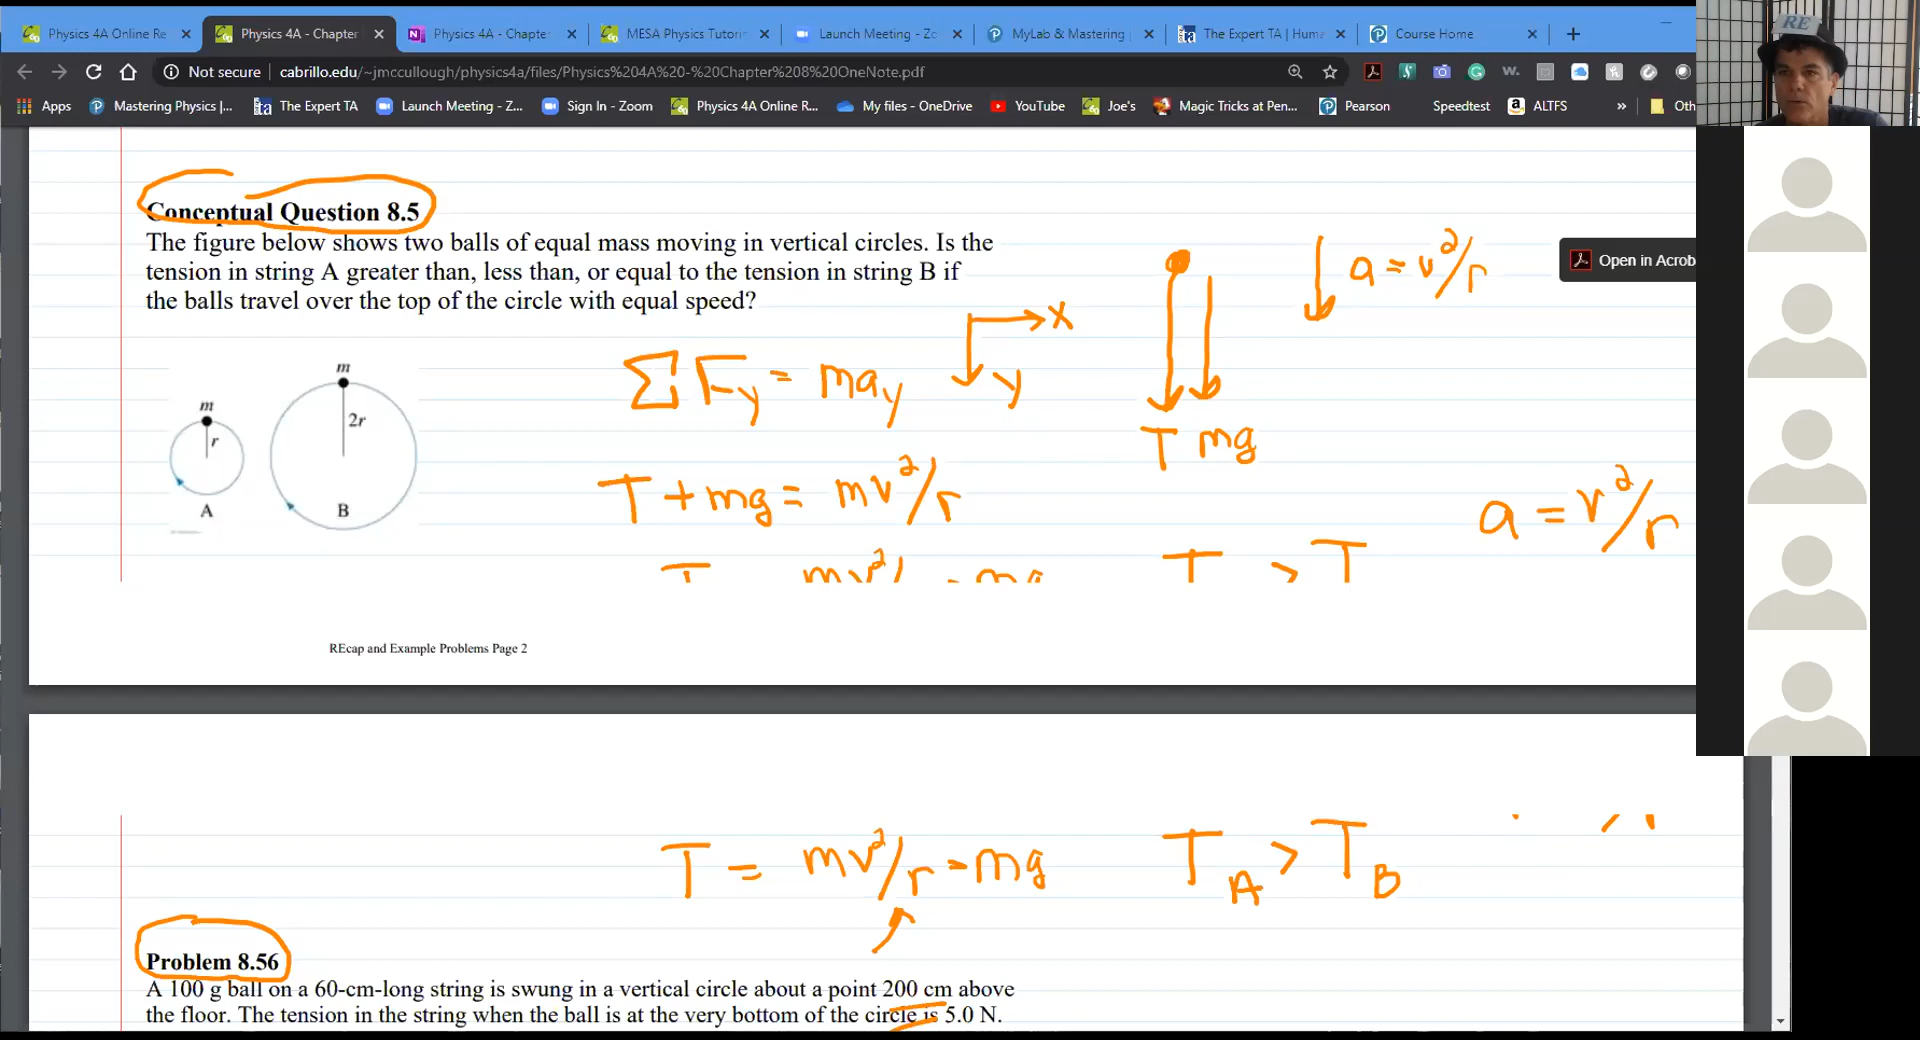 Physics 4A Online Re
Physics 4A - Chapter
Physics 4A - Chapte
MESA Physics Tutorin
Launch Meeting - Zo
MyLab & Mastering
The Expert TA | Huma
Course Home
Not secure | cabrillo.edu/~jmccullough/physics4a/files/Physics%204A%20-%20Chapter%208%20OneNote.pdf
Apps
Mastering Physics |...
The Expert TA
Launch Meeting - Z...
Sign In - Zoom
Physics 4A Online R...
My files - OneDrive
YouTube
Joe's
Magic Tricks at Pen...
Pearson
Speedtest
ALTFS
»
Oth
RE
Open in Acrob
Conceptual Question 8.5
The figure below shows two balls of equal mass moving in vertical circles. Is the
tension in string A greater than, less than, or equal to the tension in string B if
the balls travel over the top of the circle with equal speed?
a = v²/r
x
y
Σ Fy = may
T mg
m
r
A
m
2r
B
T + mg = mv²/r
a = v²/r
T mv²/ - mg
T > T
REcap and Example Problems Page 2
T = mv²/r - mg
TA > TB
Problem 8.56
A 100 g ball on a 60-cm-long string is swung in a vertical circle about a point 200 cm above
the floor. The tension in the string when the ball is at the very bottom of the circle is 5.0 N.